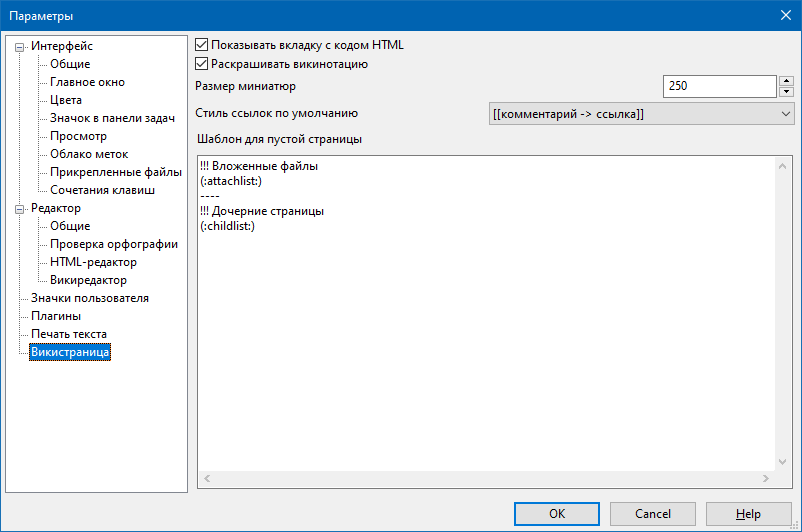 Параметры
Интерфейс
Общие
Главное окно
Цвета
Значок в панели задач
Просмотр
Облако меток
Прикрепленные файлы
Сочетания клавиш
Редактор
Общие
Проверка орфографии
HTML-редактор
Викиредактор
Значки пользователя
Плагины
Печать текста
Викистраница
Показывать вкладку с кодом HTML
Раскрашивать викинотацию
Размер миниатюр 250
Стиль ссылок по умолчанию [[комментарий -> ссылка]]
Шаблон для пустой страницы
!!! Вложенные файлы
(:attachlist:)
----
!!! Дочерние страницы
(:childlist:)
OK Cancel Help